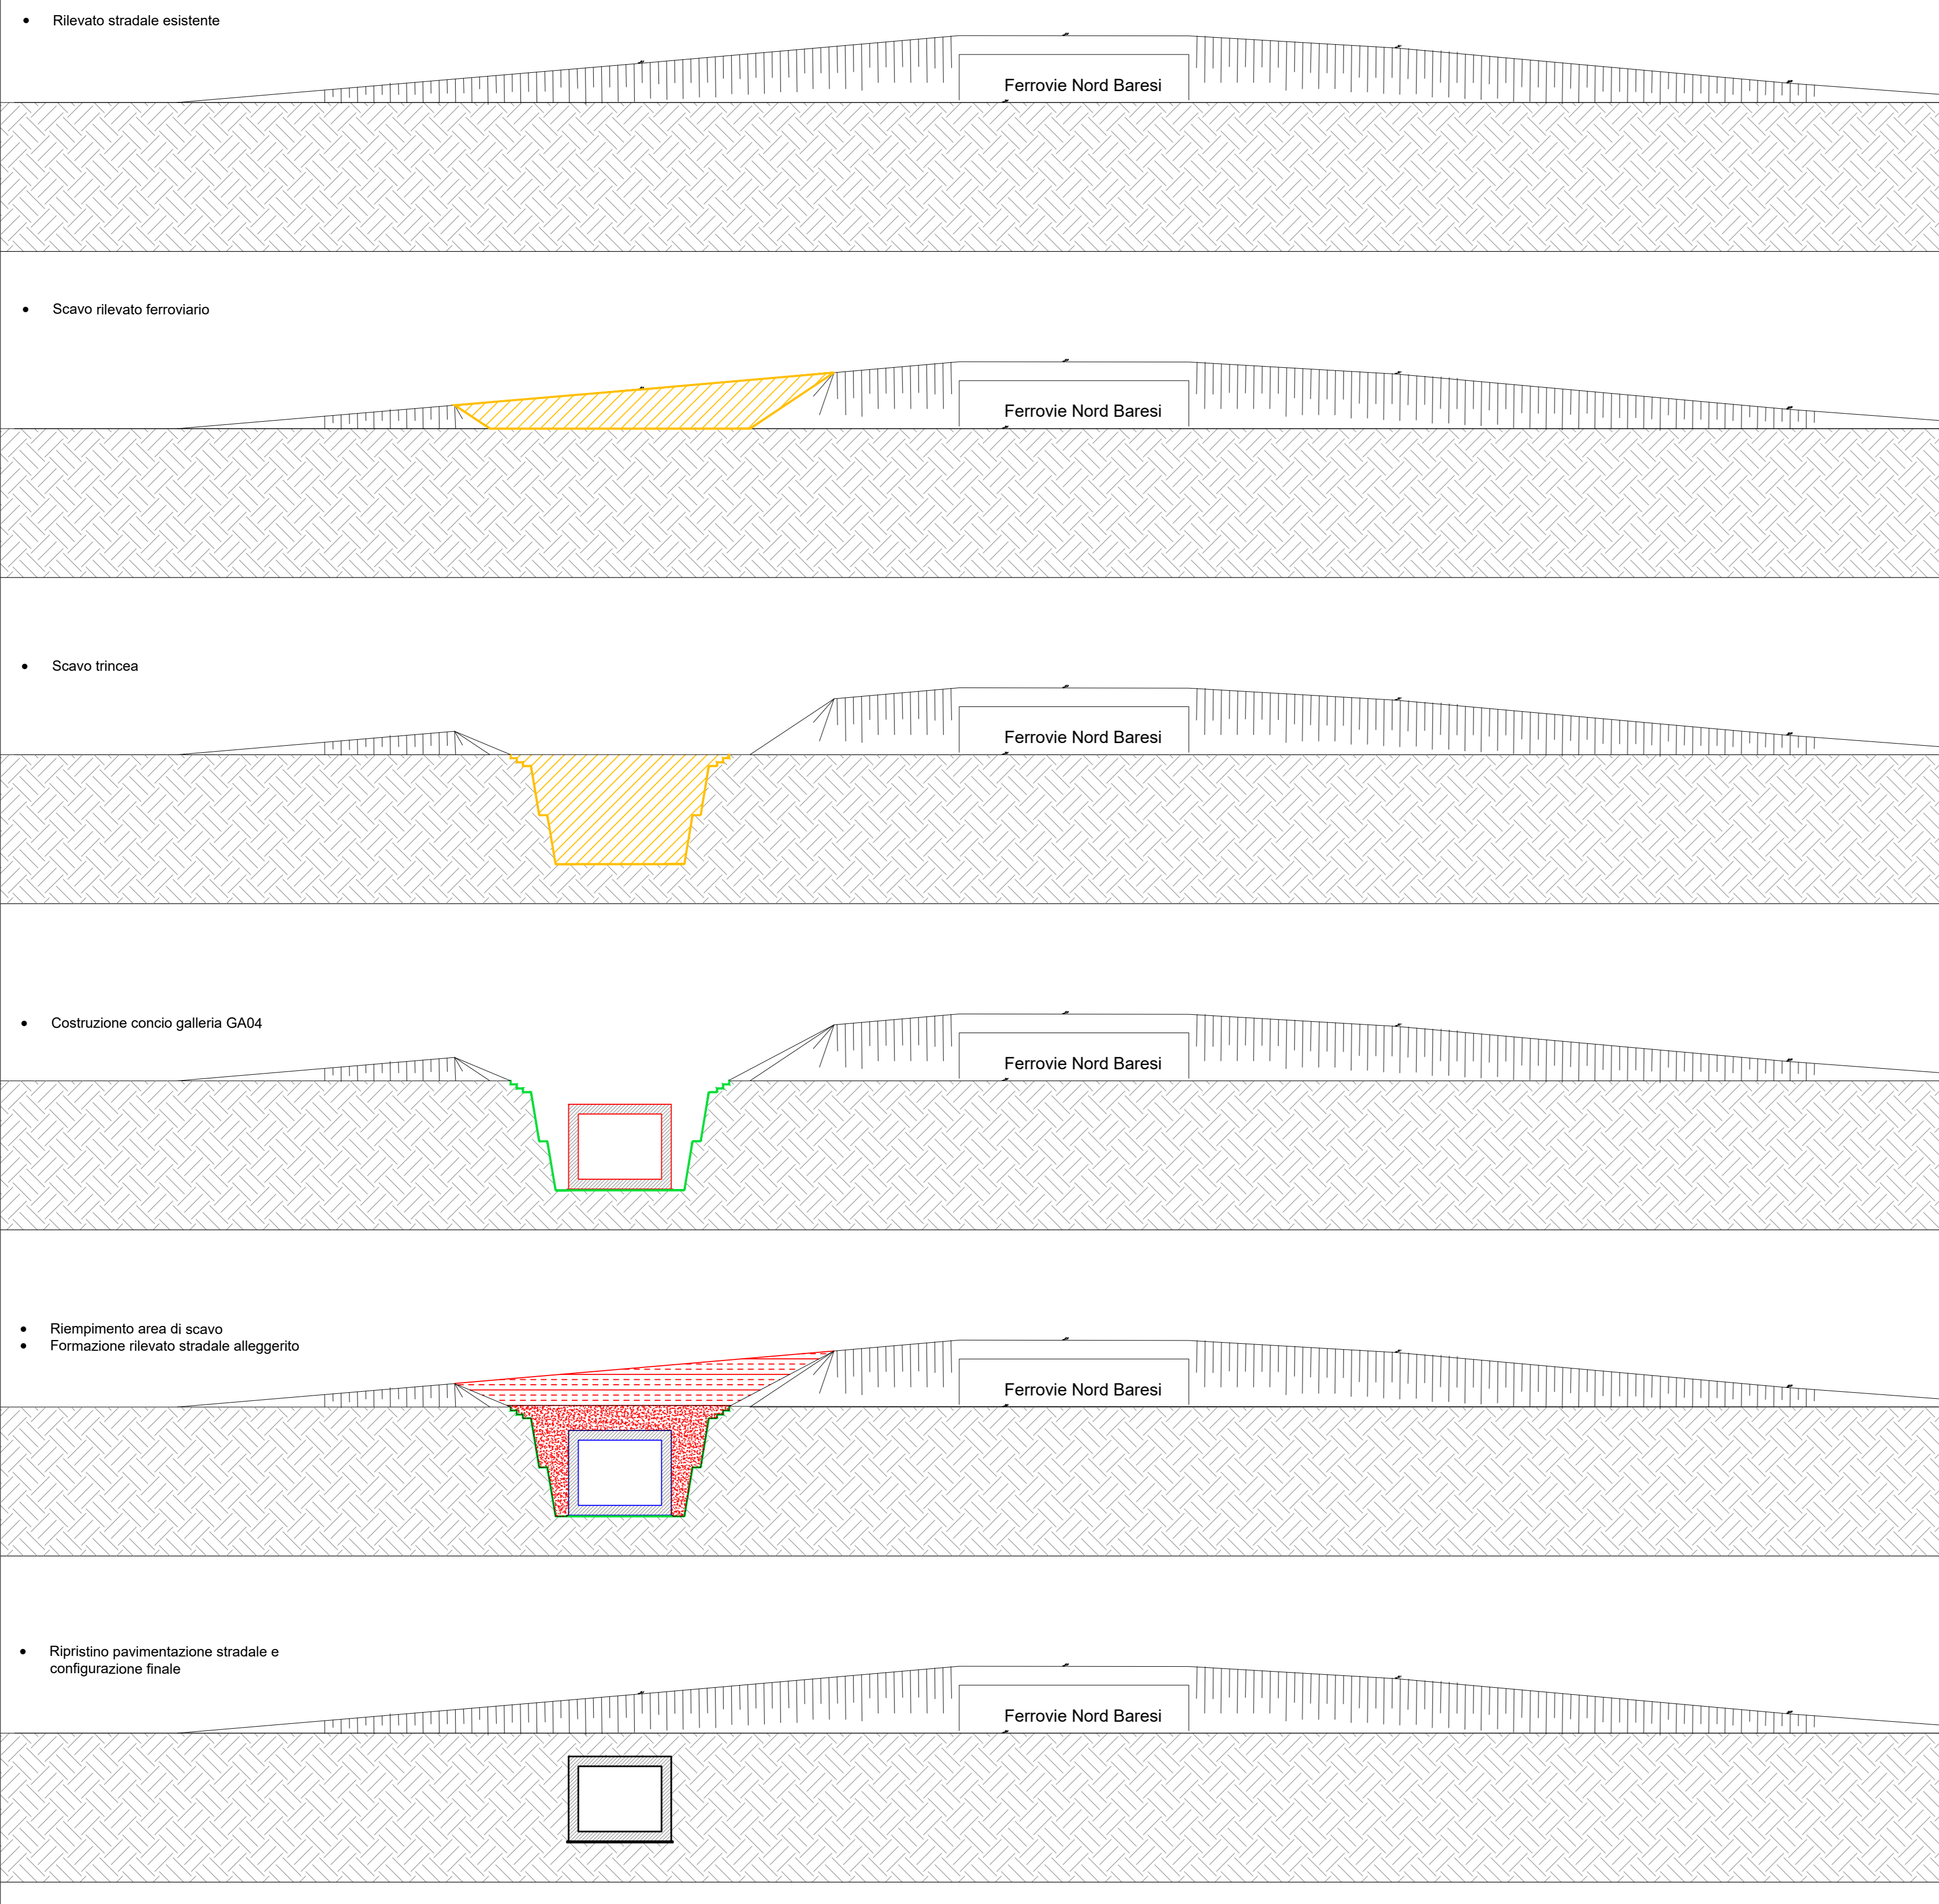 • Rilevato stradale esistente
Ferrovie Nord Baresi
• Scavo rilevato ferroviario
Ferrovie Nord Baresi
• Scavo trincea
Ferrovie Nord Baresi
• Costruzione concio galleria GA04
Ferrovie Nord Baresi
• Riempimento area di scavo
• Formazione rilevato stradale alleggerito
Ferrovie Nord Baresi
• Ripristino pavimentazione stradale e
configurazione finale
Ferrovie Nord Baresi